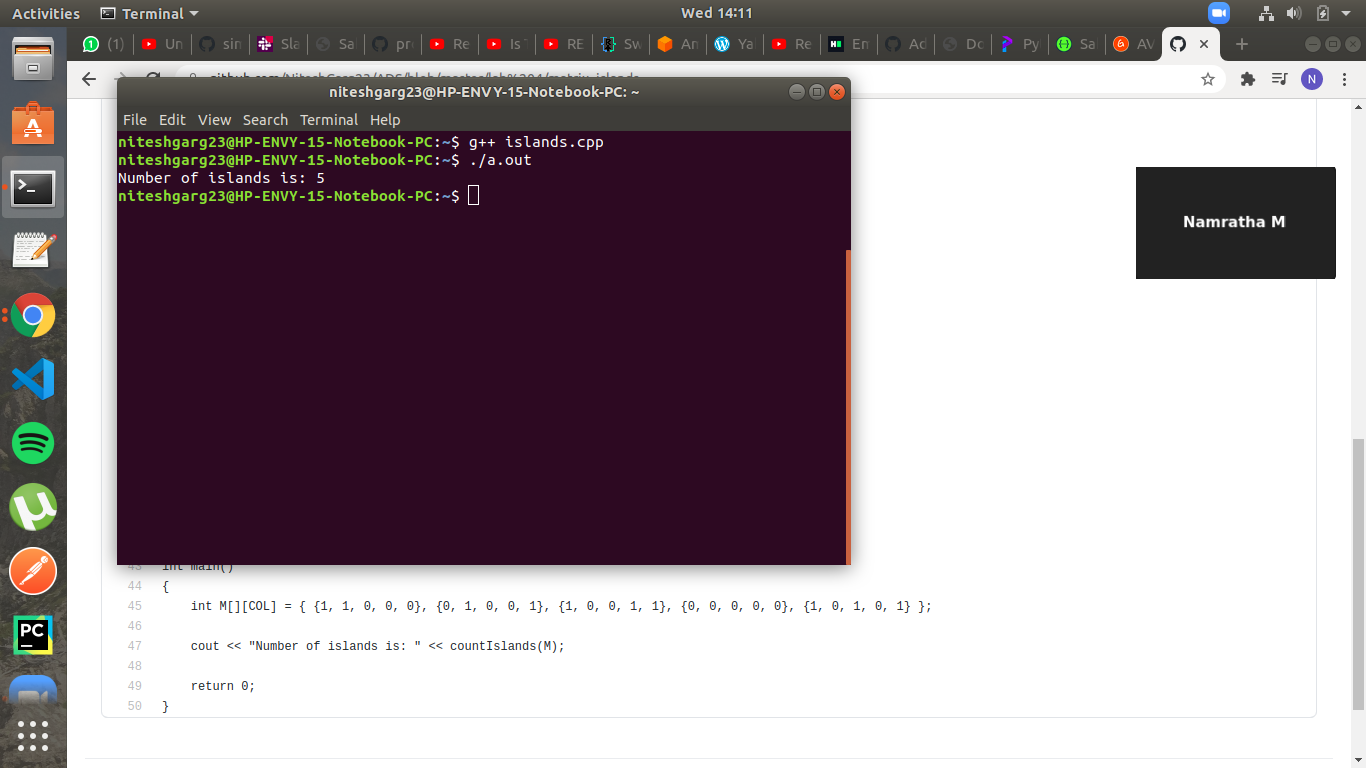 Activities Terminal Wed 14:11
(1) Un sin Sla Sa pro Re Is RE Sw An Ya Re En Ad Do Py Sa AV
niteshgarg23@HP-ENVY-15-Notebook-PC: ~
File Edit View Search Terminal Help
niteshgarg23@HP-ENVY-15-Notebook-PC:~$ g++ islands.cpp
niteshgarg23@HP-ENVY-15-Notebook-PC:~$ ./a.out
Number of islands is: 5
niteshgarg23@HP-ENVY-15-Notebook-PC:~$
Namratha M
43 int main()
44 {
45 int M[][COL] = { {1, 1, 0, 0, 0}, {0, 1, 0, 0, 1}, {1, 0, 0, 1, 1}, {0, 0, 0, 0, 0}, {1, 0, 1, 0, 1} };
46
47 cout << "Number of islands is: " << countIslands(M);
48
49 return 0;
50 }